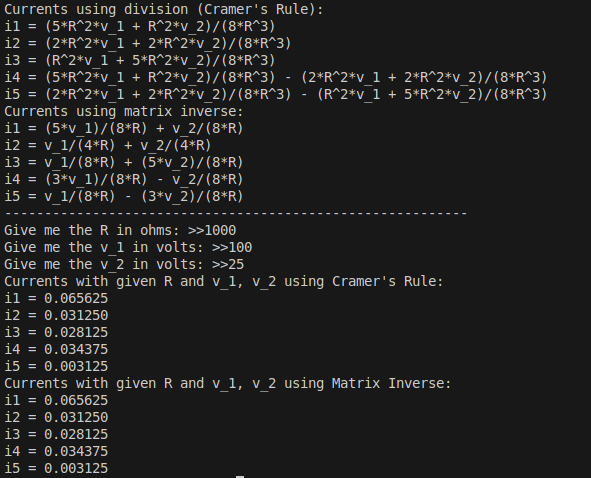 Currents using division (Cramer's Rule):
i1 = (5*R^2*v_1 + R^2*v_2)/(8*R^3)
i2 = (2*R^2*v_1 + 2*R^2*v_2)/(8*R^3)
i3 = (R^2*v_1 + 5*R^2*v_2)/(8*R^3)
i4 = (5*R^2*v_1 + R^2*v_2)/(8*R^3) - (2*R^2*v_1 + 2*R^2*v_2)/(8*R^3)
i5 = (2*R^2*v_1 + 2*R^2*v_2)/(8*R^3) - (R^2*v_1 + 5*R^2*v_2)/(8*R^3)
Currents using matrix inverse:
i1 = (5*v_1)/(8*R) + v_2/(8*R)
i2 = v_1/(4*R) + v_2/(4*R)
i3 = v_1/(8*R) + (5*v_2)/(8*R)
i4 = (3*v_1)/(8*R) - v_2/(8*R)
i5 = v_1/(8*R) - (3*v_2)/(8*R)
----------------------------------------------------------
Give me the R in ohms: >>1000
Give me the v_1 in volts: >>100
Give me the v_2 in volts: >>25
Currents with given R and v_1, v_2 using Cramer's Rule:
i1 = 0.065625
i2 = 0.031250
i3 = 0.028125
i4 = 0.034375
i5 = 0.003125
Currents with given R and v_1, v_2 using Matrix Inverse:
i1 = 0.065625
i2 = 0.031250
i3 = 0.028125
i4 = 0.034375
i5 = 0.003125